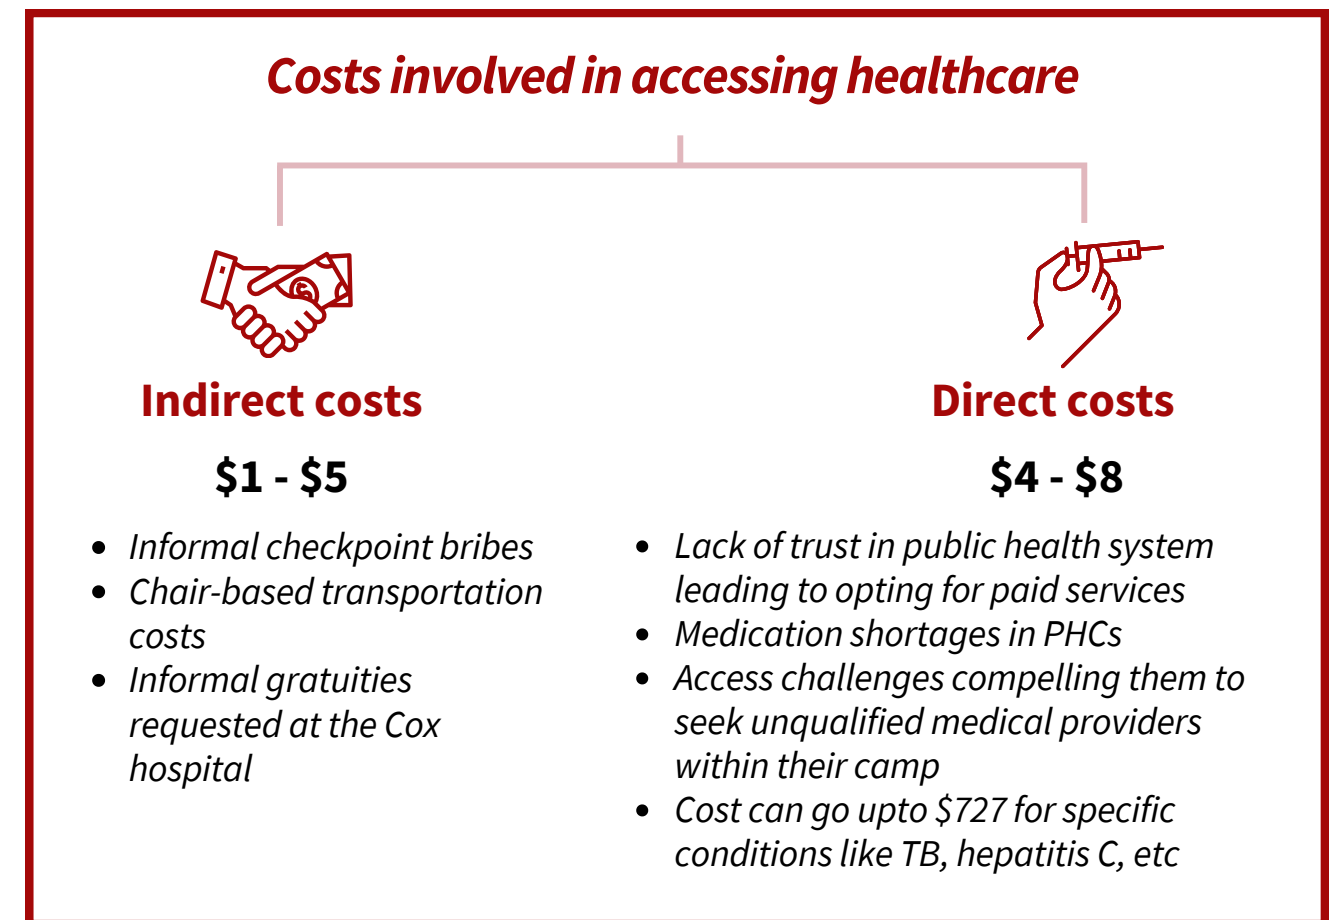 Costs involved in accessing healthcare
$
Indirect costs
$1 - $5
• Informal checkpoint bribes
• Chair-based transportation
costs
• Informal gratuities
requested at the Cox
hospital
Direct costs
$4 - $8
• Lack of trust in public health system
leading to opting for paid services
• Medication shortages in PHCs
• Access challenges compelling them to
seek unqualified medical providers
within their camp
• Cost can go upto $727 for specific
conditions like TB, hepatitis C, etc